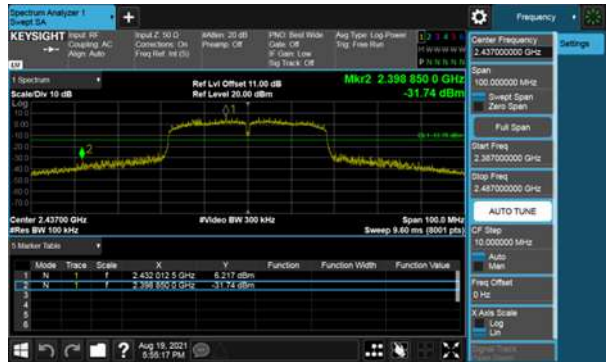 Spectrum Analyzer 1
Swept SA
Frequency
KEYSIGHT
Input: RF
Coupling: AC
Align: Auto
Input Z: 50 Ω
Corrections: On
Freq Ref: Int (S)
#Atten: 20 dB
Preamp: Off
PNO: Best Wide
Gate: Off
IF Gain: Low
Sig Track: Off
Avg Type: Log-Power
Trig: Free Run
1 2 3 4 5 6
P N N N N N
Center Frequency
2.437000000 GHz
Settings
Span
100.000000 MHz
Swept Span
Zero Span
Full Span
Start Freq
2.387000000 GHz
Stop Freq
2.487000000 GHz
AUTO TUNE
CF Step
10.000000 MHz
Auto
Man
Freq Offset
0 Hz
X Axis Scale
Log
Lin
1 Spectrum
Scale/Div 10 dB
Log
Ref Lvl Offset 11.00 dB
Ref Level 20.00 dBm
Mkr2 2.398 850 0 GHz
-31.74 dBm
Center 2.43700 GHz
#Res BW 100 kHz
#Video BW 300 kHz
Span 100.0 MHz
Sweep 9.60 ms (8001 pts)
5 Marker Table
Mode Trace Scale X Y Function Function Width Function Value
1 N 1 f 2.432 012 5 GHz 6.217 dBm
2 N 1 f 2.398 850 0 GHz -31.74 dBm
3
4
5
6
Aug 19, 2021